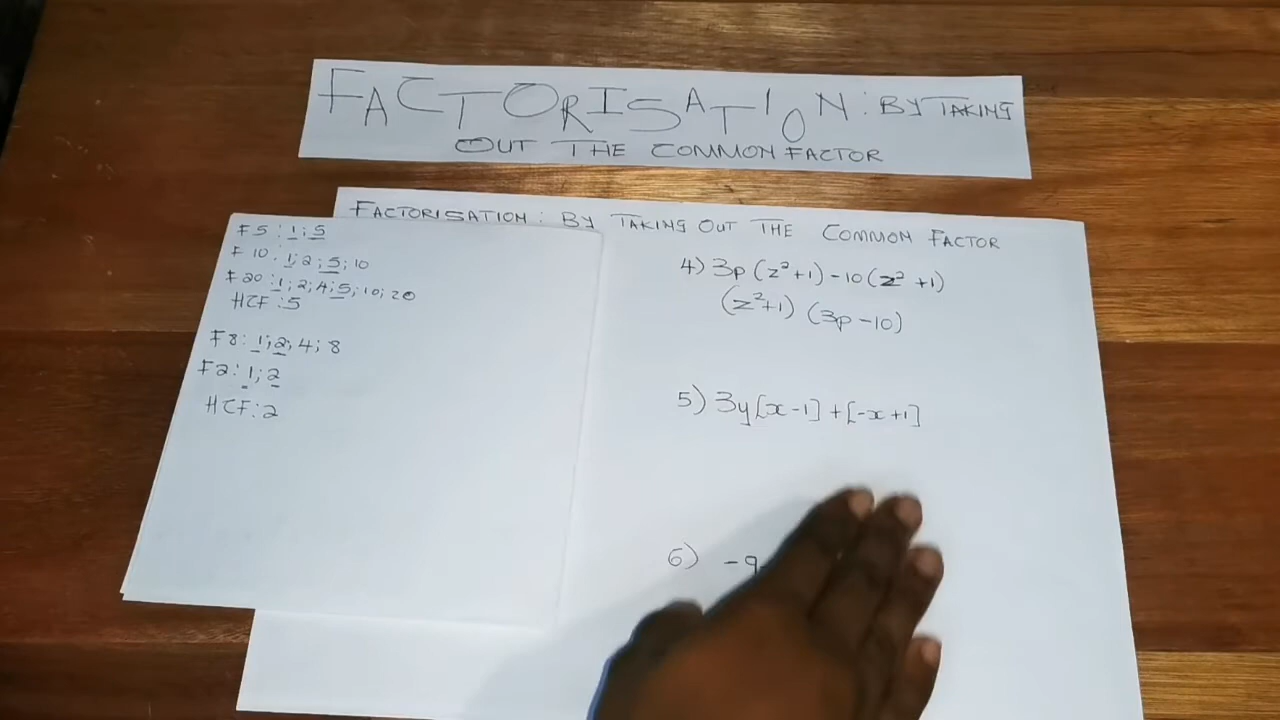 FACTORISATION: BY TAKING
OUT THE COMMON FACTOR
FACTORISATION: BY TAKING OUT THE COMMON FACTOR
F5: 1; 5
F10: 1; 2; 5; 10
F20: 1; 2; 4; 5; 10; 20
HCF: 5
F8: 1; 2; 4; 8
F2: 1; 2
HCF: 2
4) 3p(z²+1)-10(z²+1)
(z²+1)(3p-10)
5) 3y[x-1]+[-x+1]
6) -9